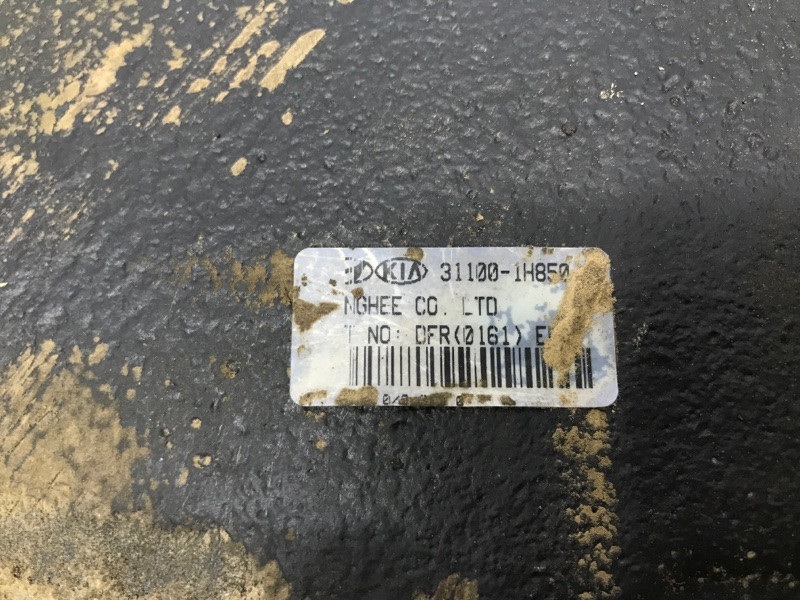 KIA 31100-1H850
NGHEE CO. LTD
T NO: DFR(0161)